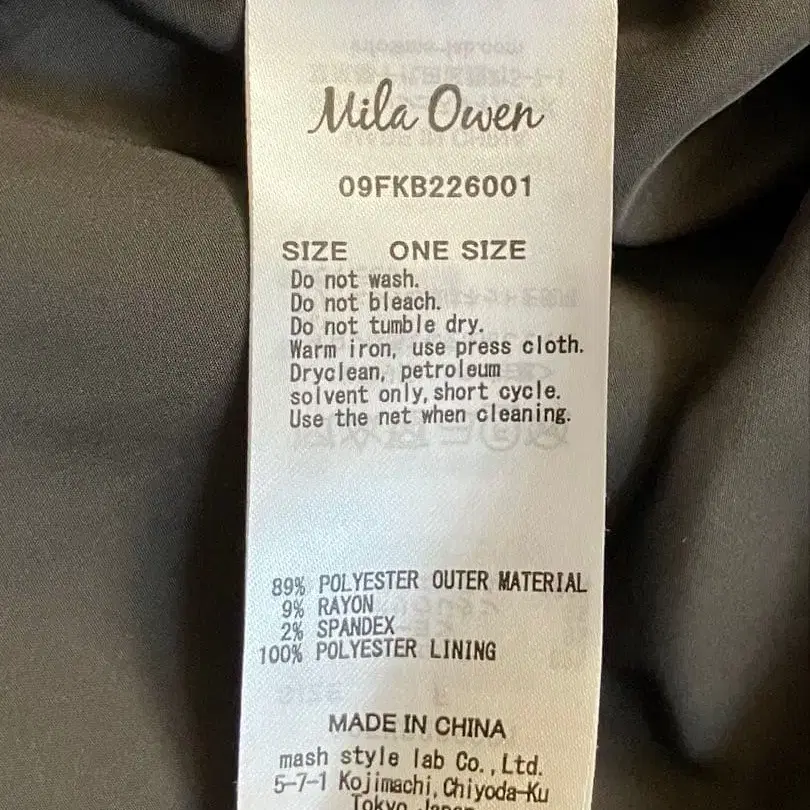 Mila Owen
09FKB226001
SIZE ONE SIZE
Do not wash.
Do not bleach.
Do not tumble dry.
Warm iron, use press cloth.
Dryclean, petroleum
solvent only, short cycle.
Use the net when cleaning.
89% POLYESTER OUTER MATERIAL
9% RAYON
2% SPANDEX
100% POLYESTER LINING
MADE IN CHINA
mash style lab Co., Ltd.
5-7-1 Kojimachi, Chiyoda-Ku
Tokyo Japan